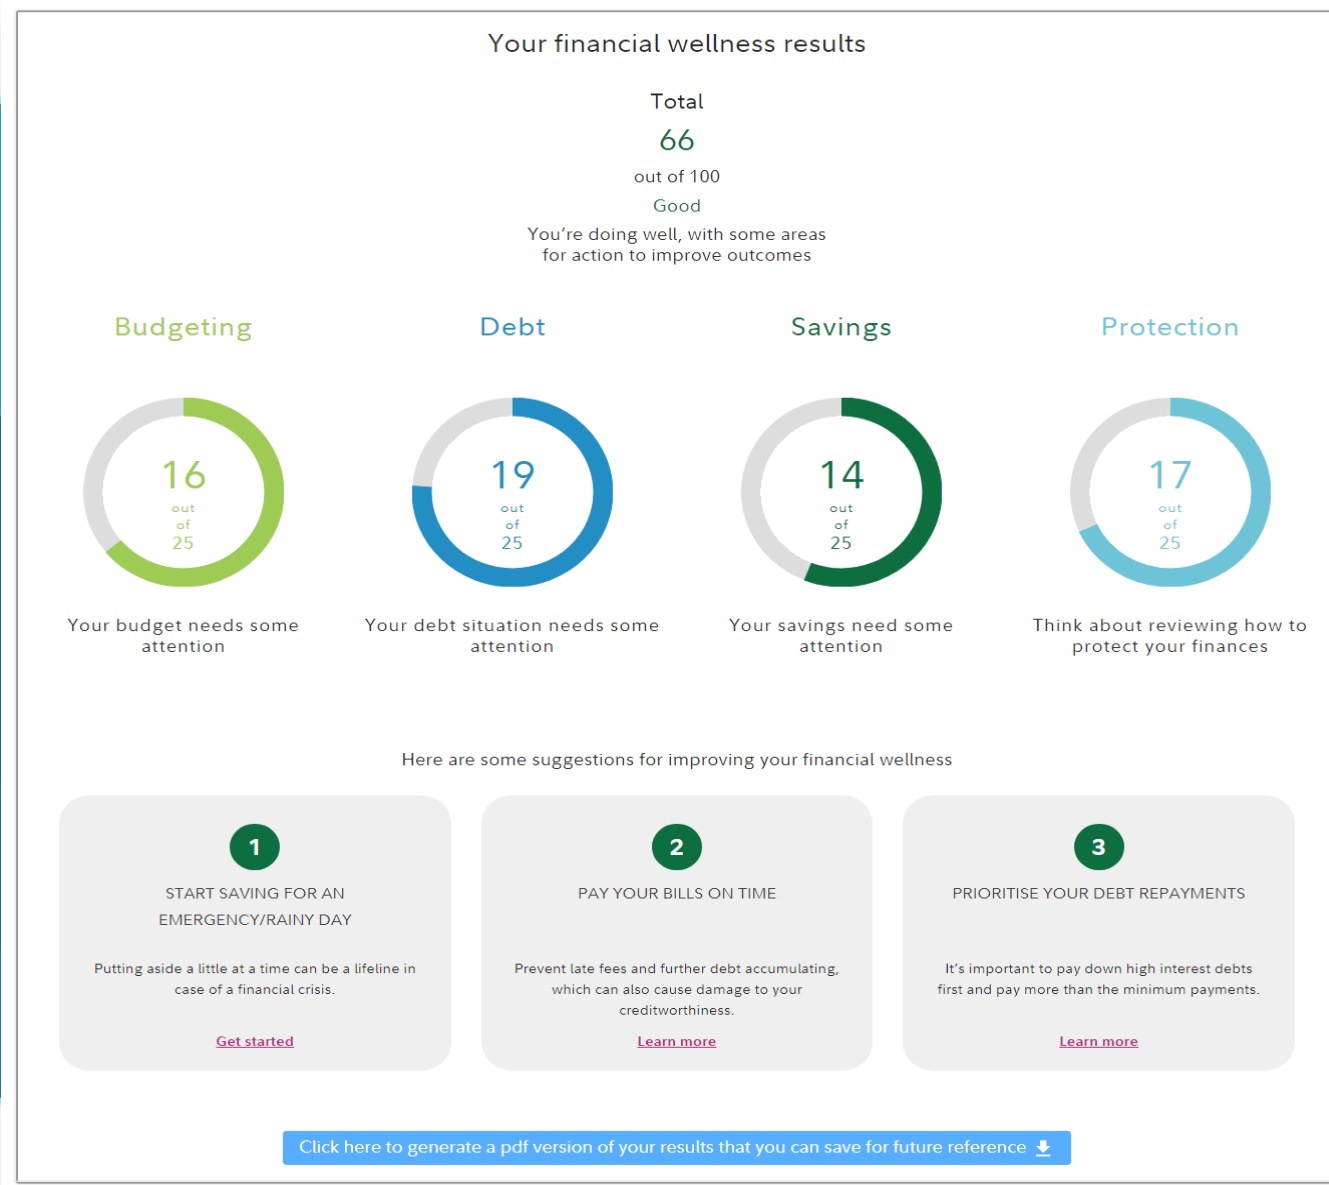 Your financial wellness results
Total
66
out of 100
Good
You're doing well, with some areas
for action to improve outcomes
Budgeting
Debt
Savings
Protection
16
out
of
25
19
out
of
25
14
out
of
25
17
out
of
25
Your budget needs some
attention
Your debt situation needs some
attention
Your savings need some
attention
Think about reviewing how to
protect your finances
Here are some suggestions for improving your financial wellness
1
START SAVING FOR AN
EMERGENCY/RAINY DAY
Putting aside a little at a time can be a lifeline in
case of a financial crisis.
Get started
2
PAY YOUR BILLS ON TIME
Prevent late fees and further debt accumulating,
which can also cause damage to your
creditworthiness.
Learn more
3
PRIORITISE YOUR DEBT REPAYMENTS
It's important to pay down high interest debts
first and pay more than the minimum payments.
Learn more
Click here to generate a pdf version of your results that you can save for future reference